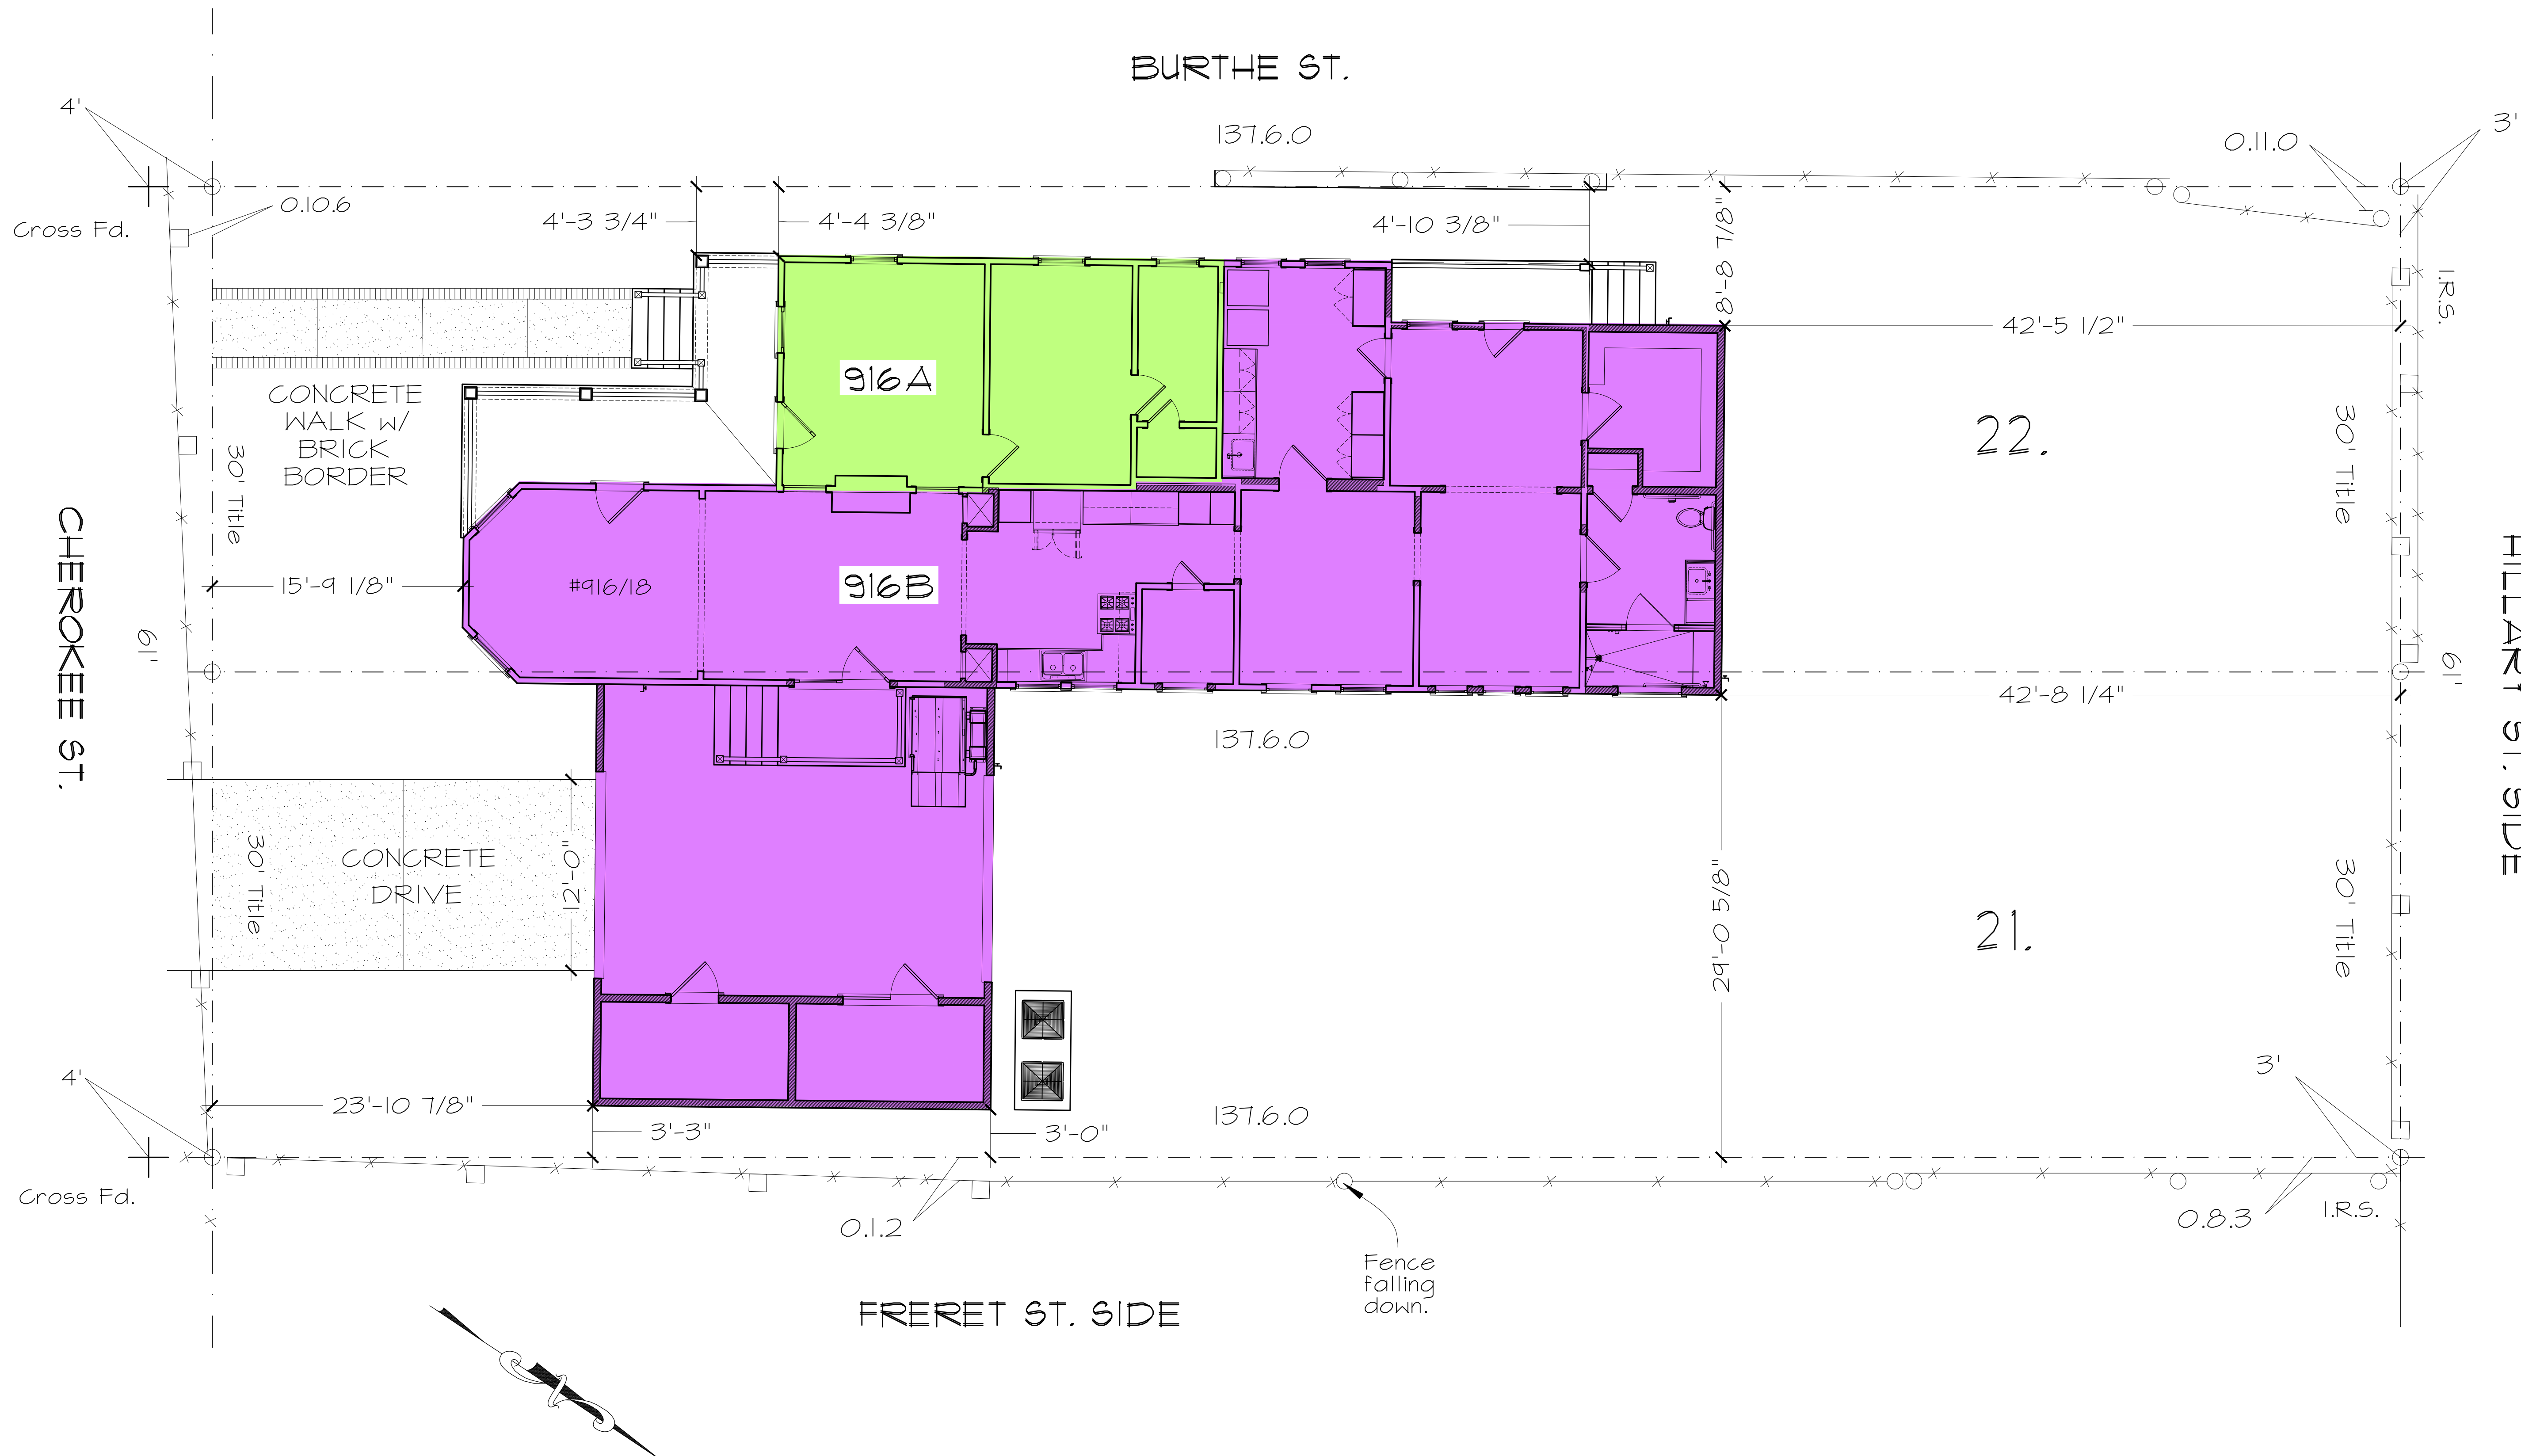 BURTHE ST.
4'
137.6.0
0.11.0
3'
0.10.6
Cross Fd.
4'-3 3/4"
4'-4 3/8"
4'-10 3/8"
8'-8 7/8"
I.R.S.
42'-5 1/2"
916A
CONCRETE
WALK w/
BRICK
BORDER
30' Title
22.
30' Title
CHEROKEE ST.
15'-9 1/8"
#916/18
916B
HILLARY ST. SIDE
61'
61'
42'-8 1/4"
137.6.0
30' Title
CONCRETE
DRIVE
12'-0"
29'-0 5/8"
21.
30' Title
4'
3'
23'-10 7/8"
3'-3"
3'-0"
137.6.0
Cross Fd.
0.1.2
Fence
falling
down.
0.8.3
I.R.S.
FRERET ST. SIDE